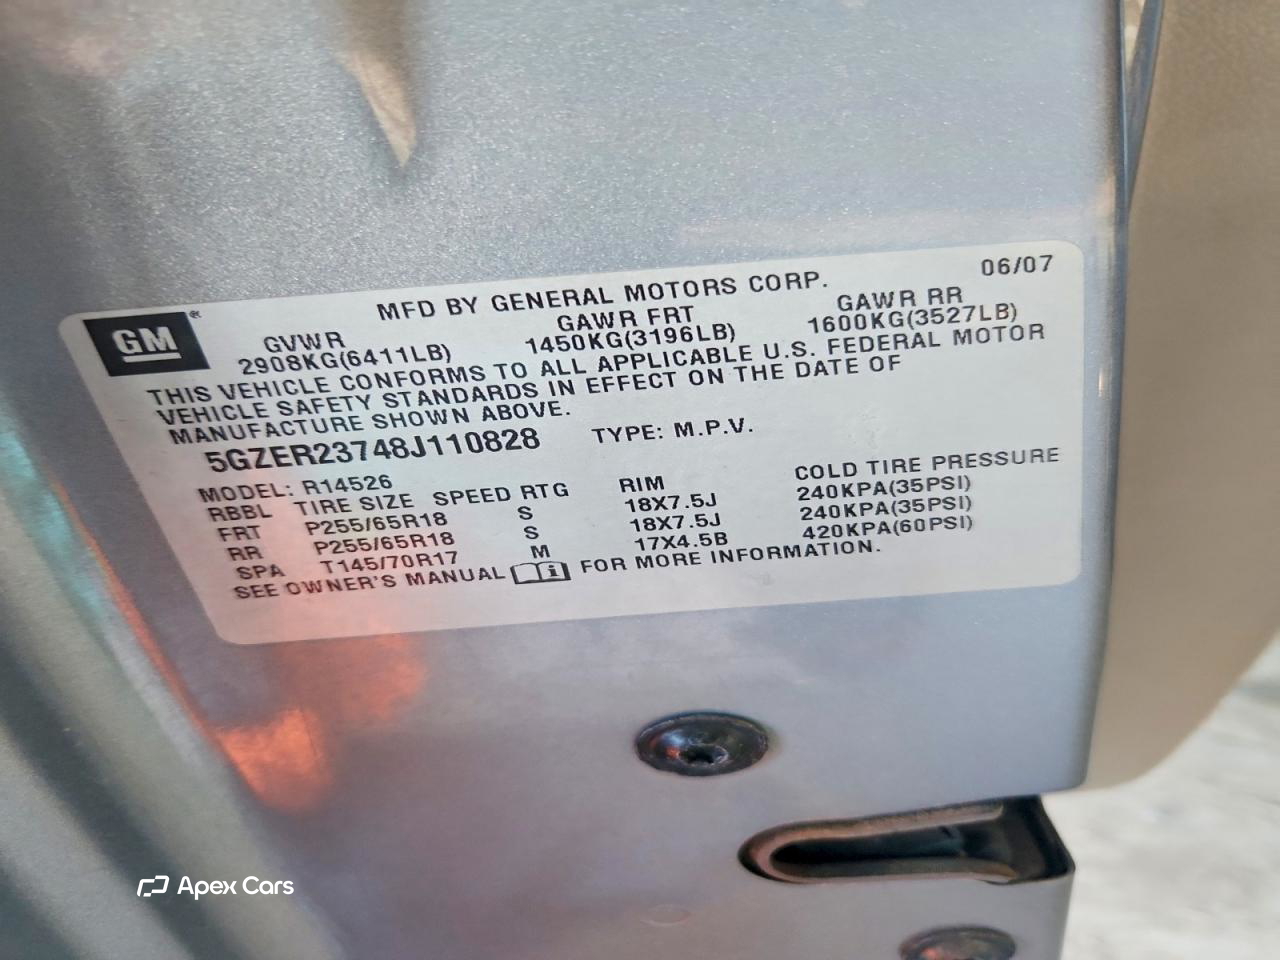 06/07
MFD BY GENERAL MOTORS CORP.
GM®
GVWR GAWR FRT GAWR RR
2908KG(6411LB) 1450KG(3196LB) 1600KG(3527LB)
THIS VEHICLE CONFORMS TO ALL APPLICABLE U.S. FEDERAL MOTOR
VEHICLE SAFETY STANDARDS IN EFFECT ON THE DATE OF
MANUFACTURE SHOWN ABOVE.
5GZER23748J110828 TYPE: M.P.V.
MODEL: R14526
RBBL TIRE SIZE SPEED RTG RIM COLD TIRE PRESSURE
FRT P255/65R18 S 18X7.5J 240KPA(35PSI)
RR P255/65R18 S 18X7.5J 240KPA(35PSI)
SPA T145/70R17 M 17X4.5B 420KPA(60PSI)
SEE OWNER'S MANUAL i FOR MORE INFORMATION.
Apex Cars